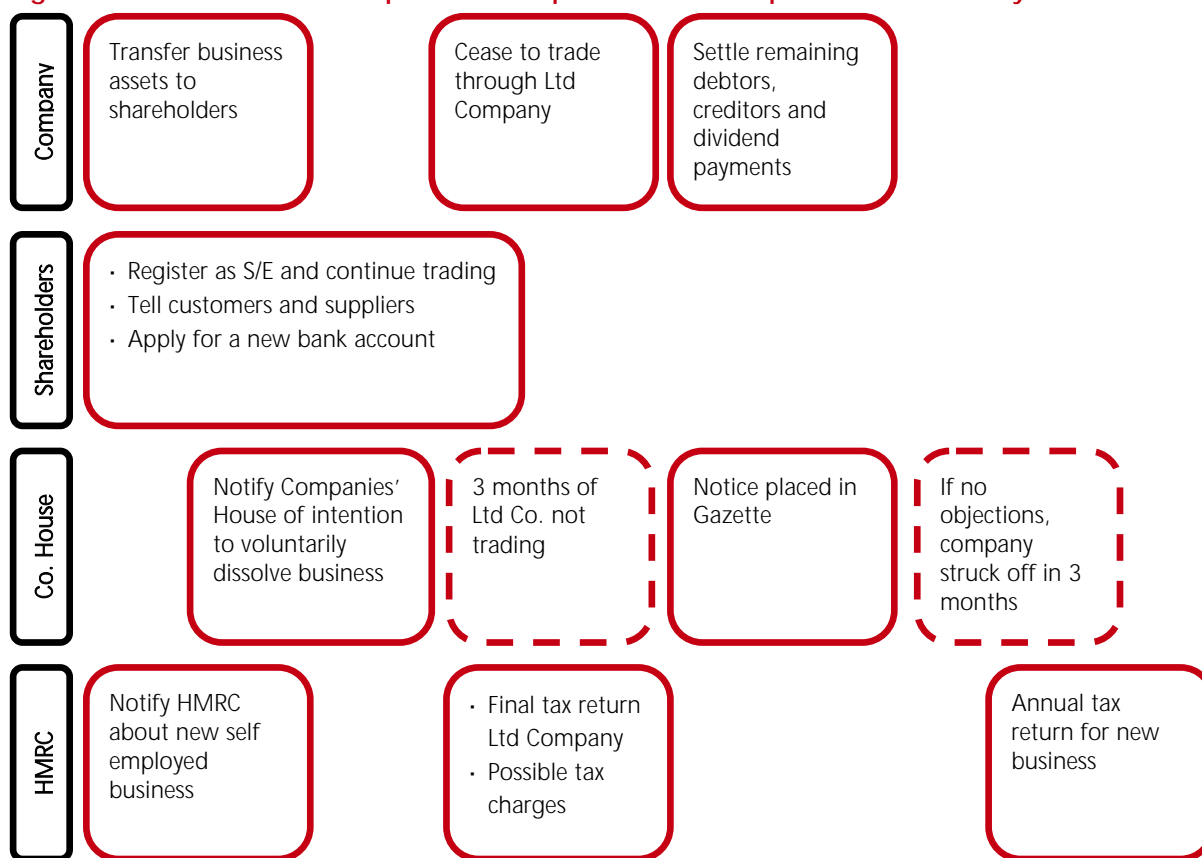 Company
Transfer business
assets to
shareholders
Cease to trade
through Ltd
Company
Settle remaining
debtors,
creditors and
dividend
payments
Shareholders
· Register as S/E and continue trading
· Tell customers and suppliers
· Apply for a new bank account
Co. House
Notify Companies’
House of intention
to voluntarily
dissolve business
3 months of
Ltd Co. not
trading
Notice placed in
Gazette
If no
objections,
company
struck off in 3
months
HMRC
Notify HMRC
about new self
employed
business
· Final tax return
Ltd Company
· Possible tax
charges
Annual tax
return for new
business